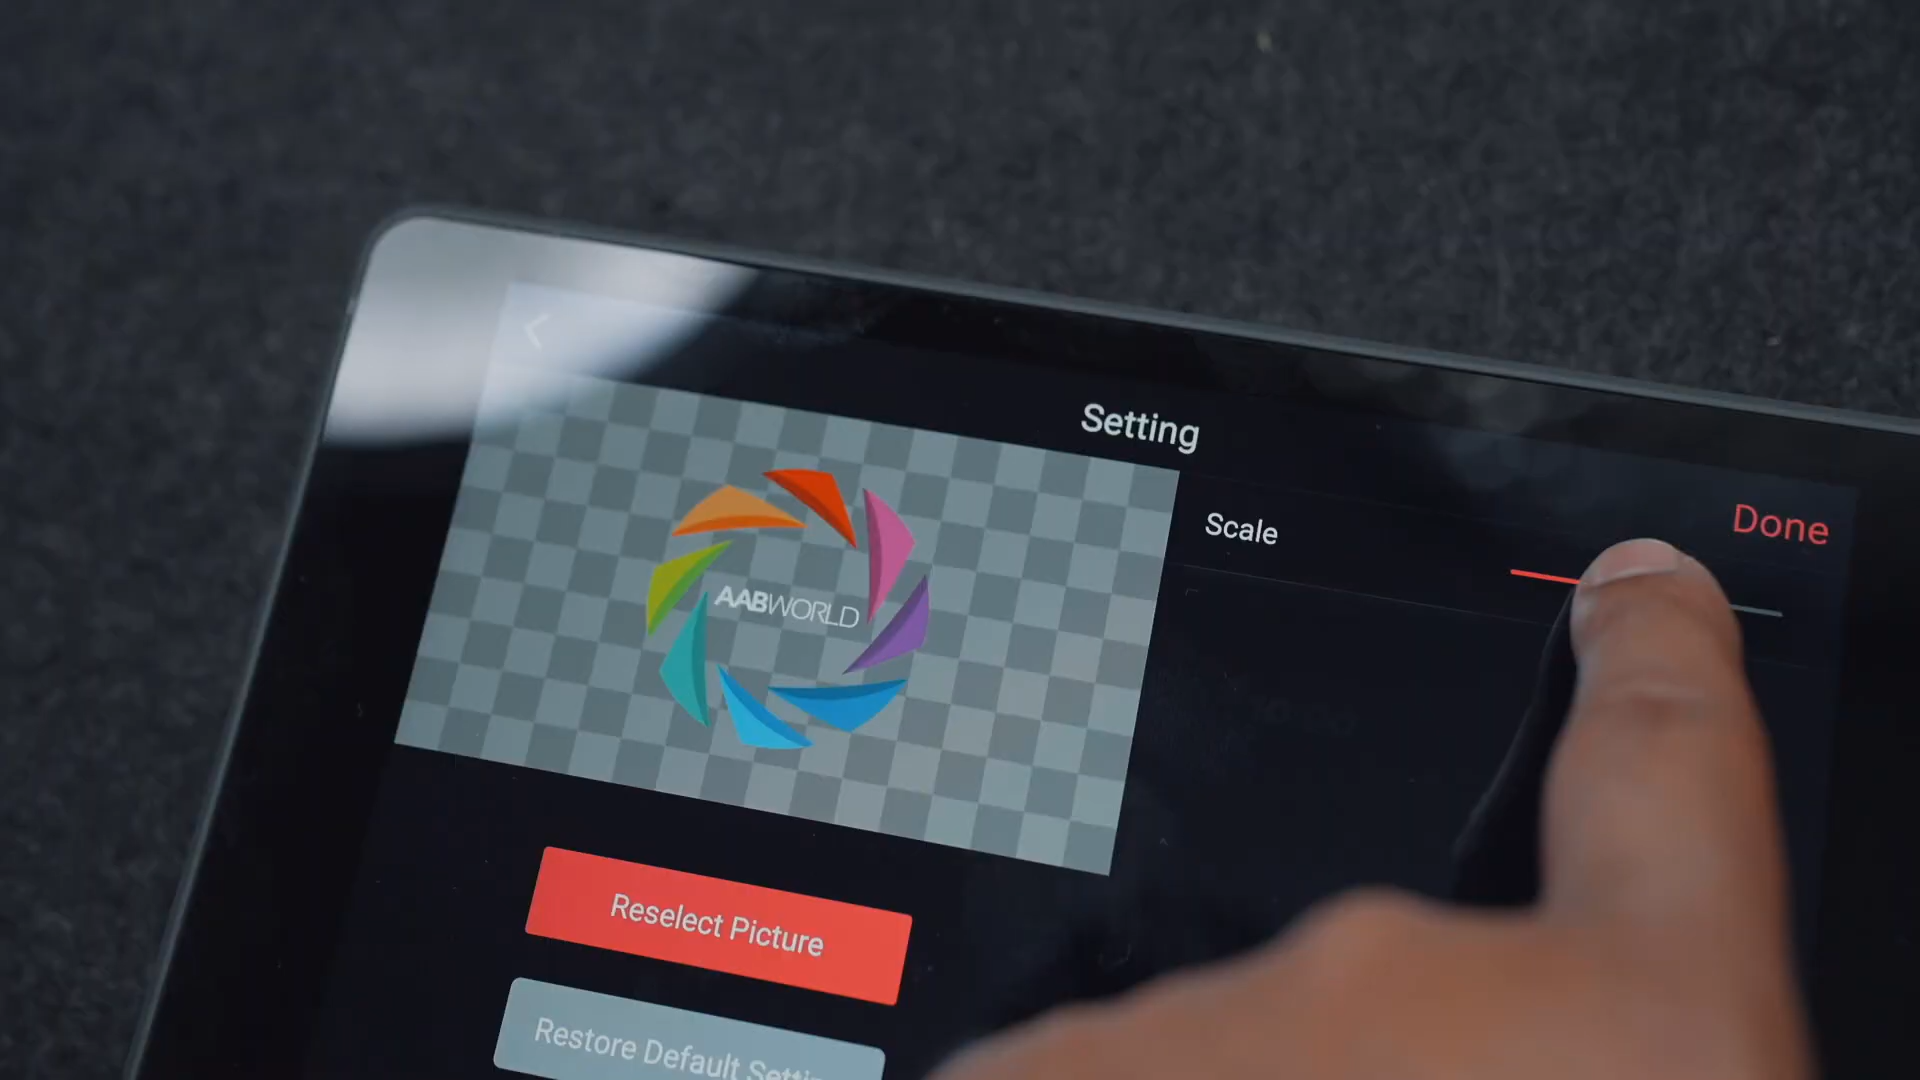 Setting
Done
Scale
AABWORLD
Reselect Picture
Restore Default